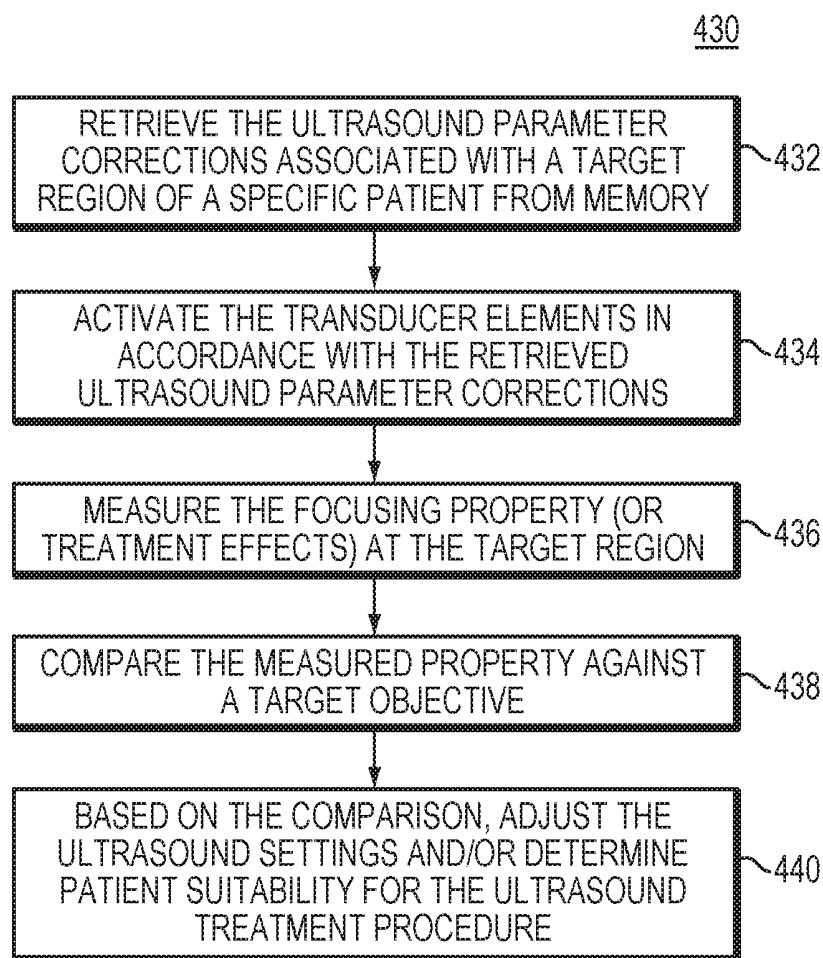 430
RETRIEVE THE ULTRASOUND PARAMETER
CORRECTIONS ASSOCIATED WITH A TARGET
REGION OF A SPECIFIC PATIENT FROM MEMORY
432
ACTIVATE THE TRANSDUCER ELEMENTS IN
ACCORDANCE WITH THE RETRIEVED
ULTRASOUND PARAMETER CORRECTIONS
434
MEASURE THE FOCUSING PROPERTY (OR
TREATMENT EFFECTS) AT THE TARGET REGION
436
COMPARE THE MEASURED PROPERTY AGAINST
A TARGET OBJECTIVE
438
BASED ON THE COMPARISON, ADJUST THE
ULTRASOUND SETTINGS AND/OR DETERMINE
PATIENT SUITABILITY FOR THE ULTRASOUND
TREATMENT PROCEDURE
440